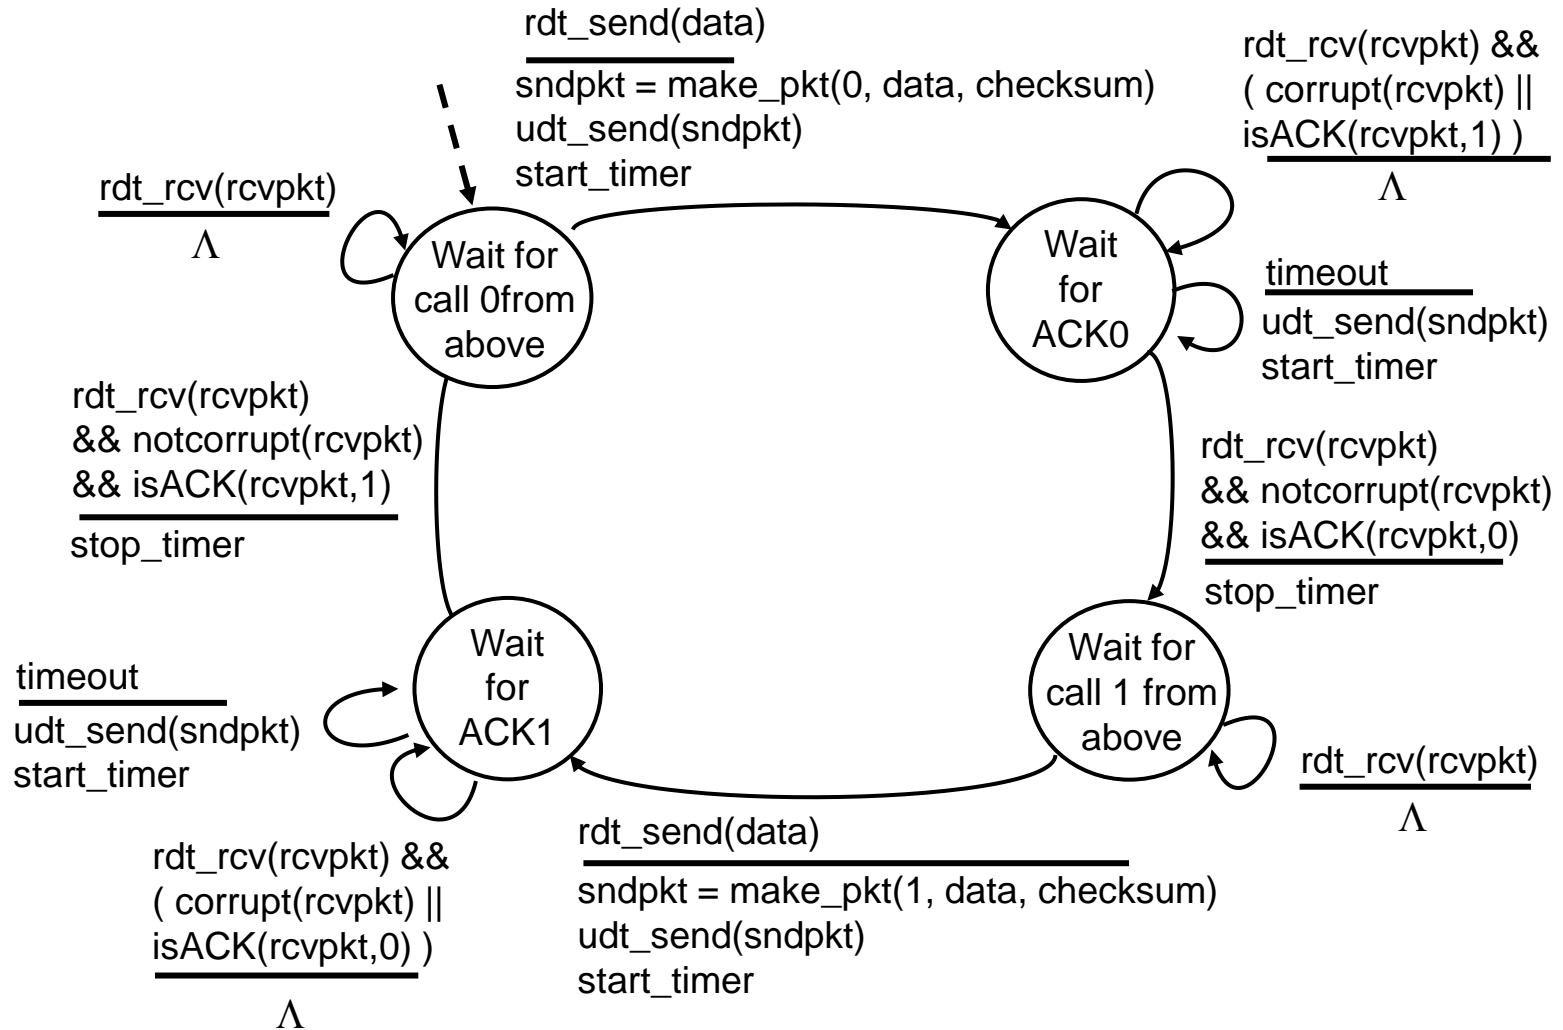 rdt_send(data)
sndpkt = make_pkt(0, data, checksum)
udt_send(sndpkt)
start_timer
rdt_rcv(rcvpkt) &&
( corrupt(rcvpkt) ||
isACK(rcvpkt,1) )
Λ
rdt_rcv(rcvpkt)
Λ
Wait for
call 0from
above
Wait
for
ACK0
timeout
udt_send(sndpkt)
start_timer
rdt_rcv(rcvpkt)
&& notcorrupt(rcvpkt)
&& isACK(rcvpkt,1)
stop_timer
rdt_rcv(rcvpkt)
&& notcorrupt(rcvpkt)
&& isACK(rcvpkt,0)
stop_timer
Wait
for
ACK1
Wait for
call 1 from
above
timeout
udt_send(sndpkt)
start_timer
rdt_rcv(rcvpkt)
Λ
rdt_rcv(rcvpkt) &&
( corrupt(rcvpkt) ||
isACK(rcvpkt,0) )
Λ
rdt_send(data)
sndpkt = make_pkt(1, data, checksum)
udt_send(sndpkt)
start_timer